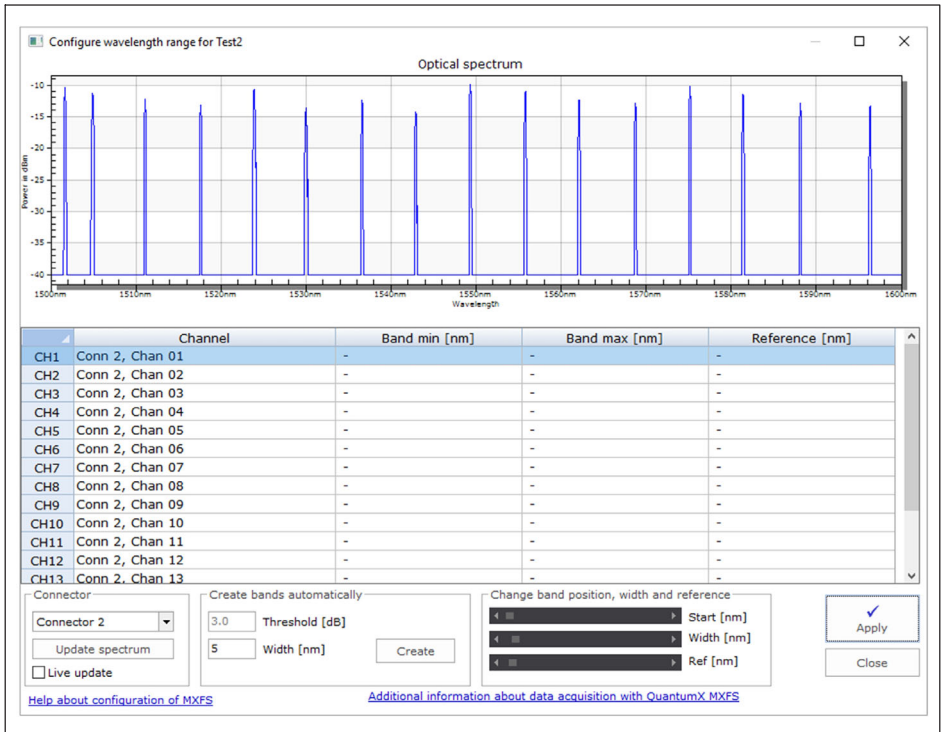 Configure wavelength range for Test2
Optical spectrum
Power in dBm
-10
-15
-20
-25
-30
-35
-40
1500nm 1510nm 1520nm 1530nm 1540nm 1550nm 1560nm 1570nm 1580nm 1590nm 1600nm
Wavelength
Channel Band min [nm] Band max [nm] Reference [nm]
CH1 Conn 2, Chan 01 - - -
CH2 Conn 2, Chan 02 - - -
CH3 Conn 2, Chan 03 - - -
CH4 Conn 2, Chan 04 - - -
CH5 Conn 2, Chan 05 - - -
CH6 Conn 2, Chan 06 - - -
CH7 Conn 2, Chan 07 - - -
CH8 Conn 2, Chan 08 - - -
CH9 Conn 2, Chan 09 - - -
CH10 Conn 2, Chan 10 - - -
CH11 Conn 2, Chan 11 - - -
CH12 Conn 2, Chan 12 - - -
CH13 Conn 2, Chan 13 - - -
Connector Create bands automatically Change band position, width and reference
Connector 2 3.0 Threshold [dB] Start [nm]
Update spectrum 5 Width [nm] Create Width [nm] Apply
Live update Ref [nm] Close
Help about configuration of MXFS Additional information about data acquisition with QuantumX MXFS